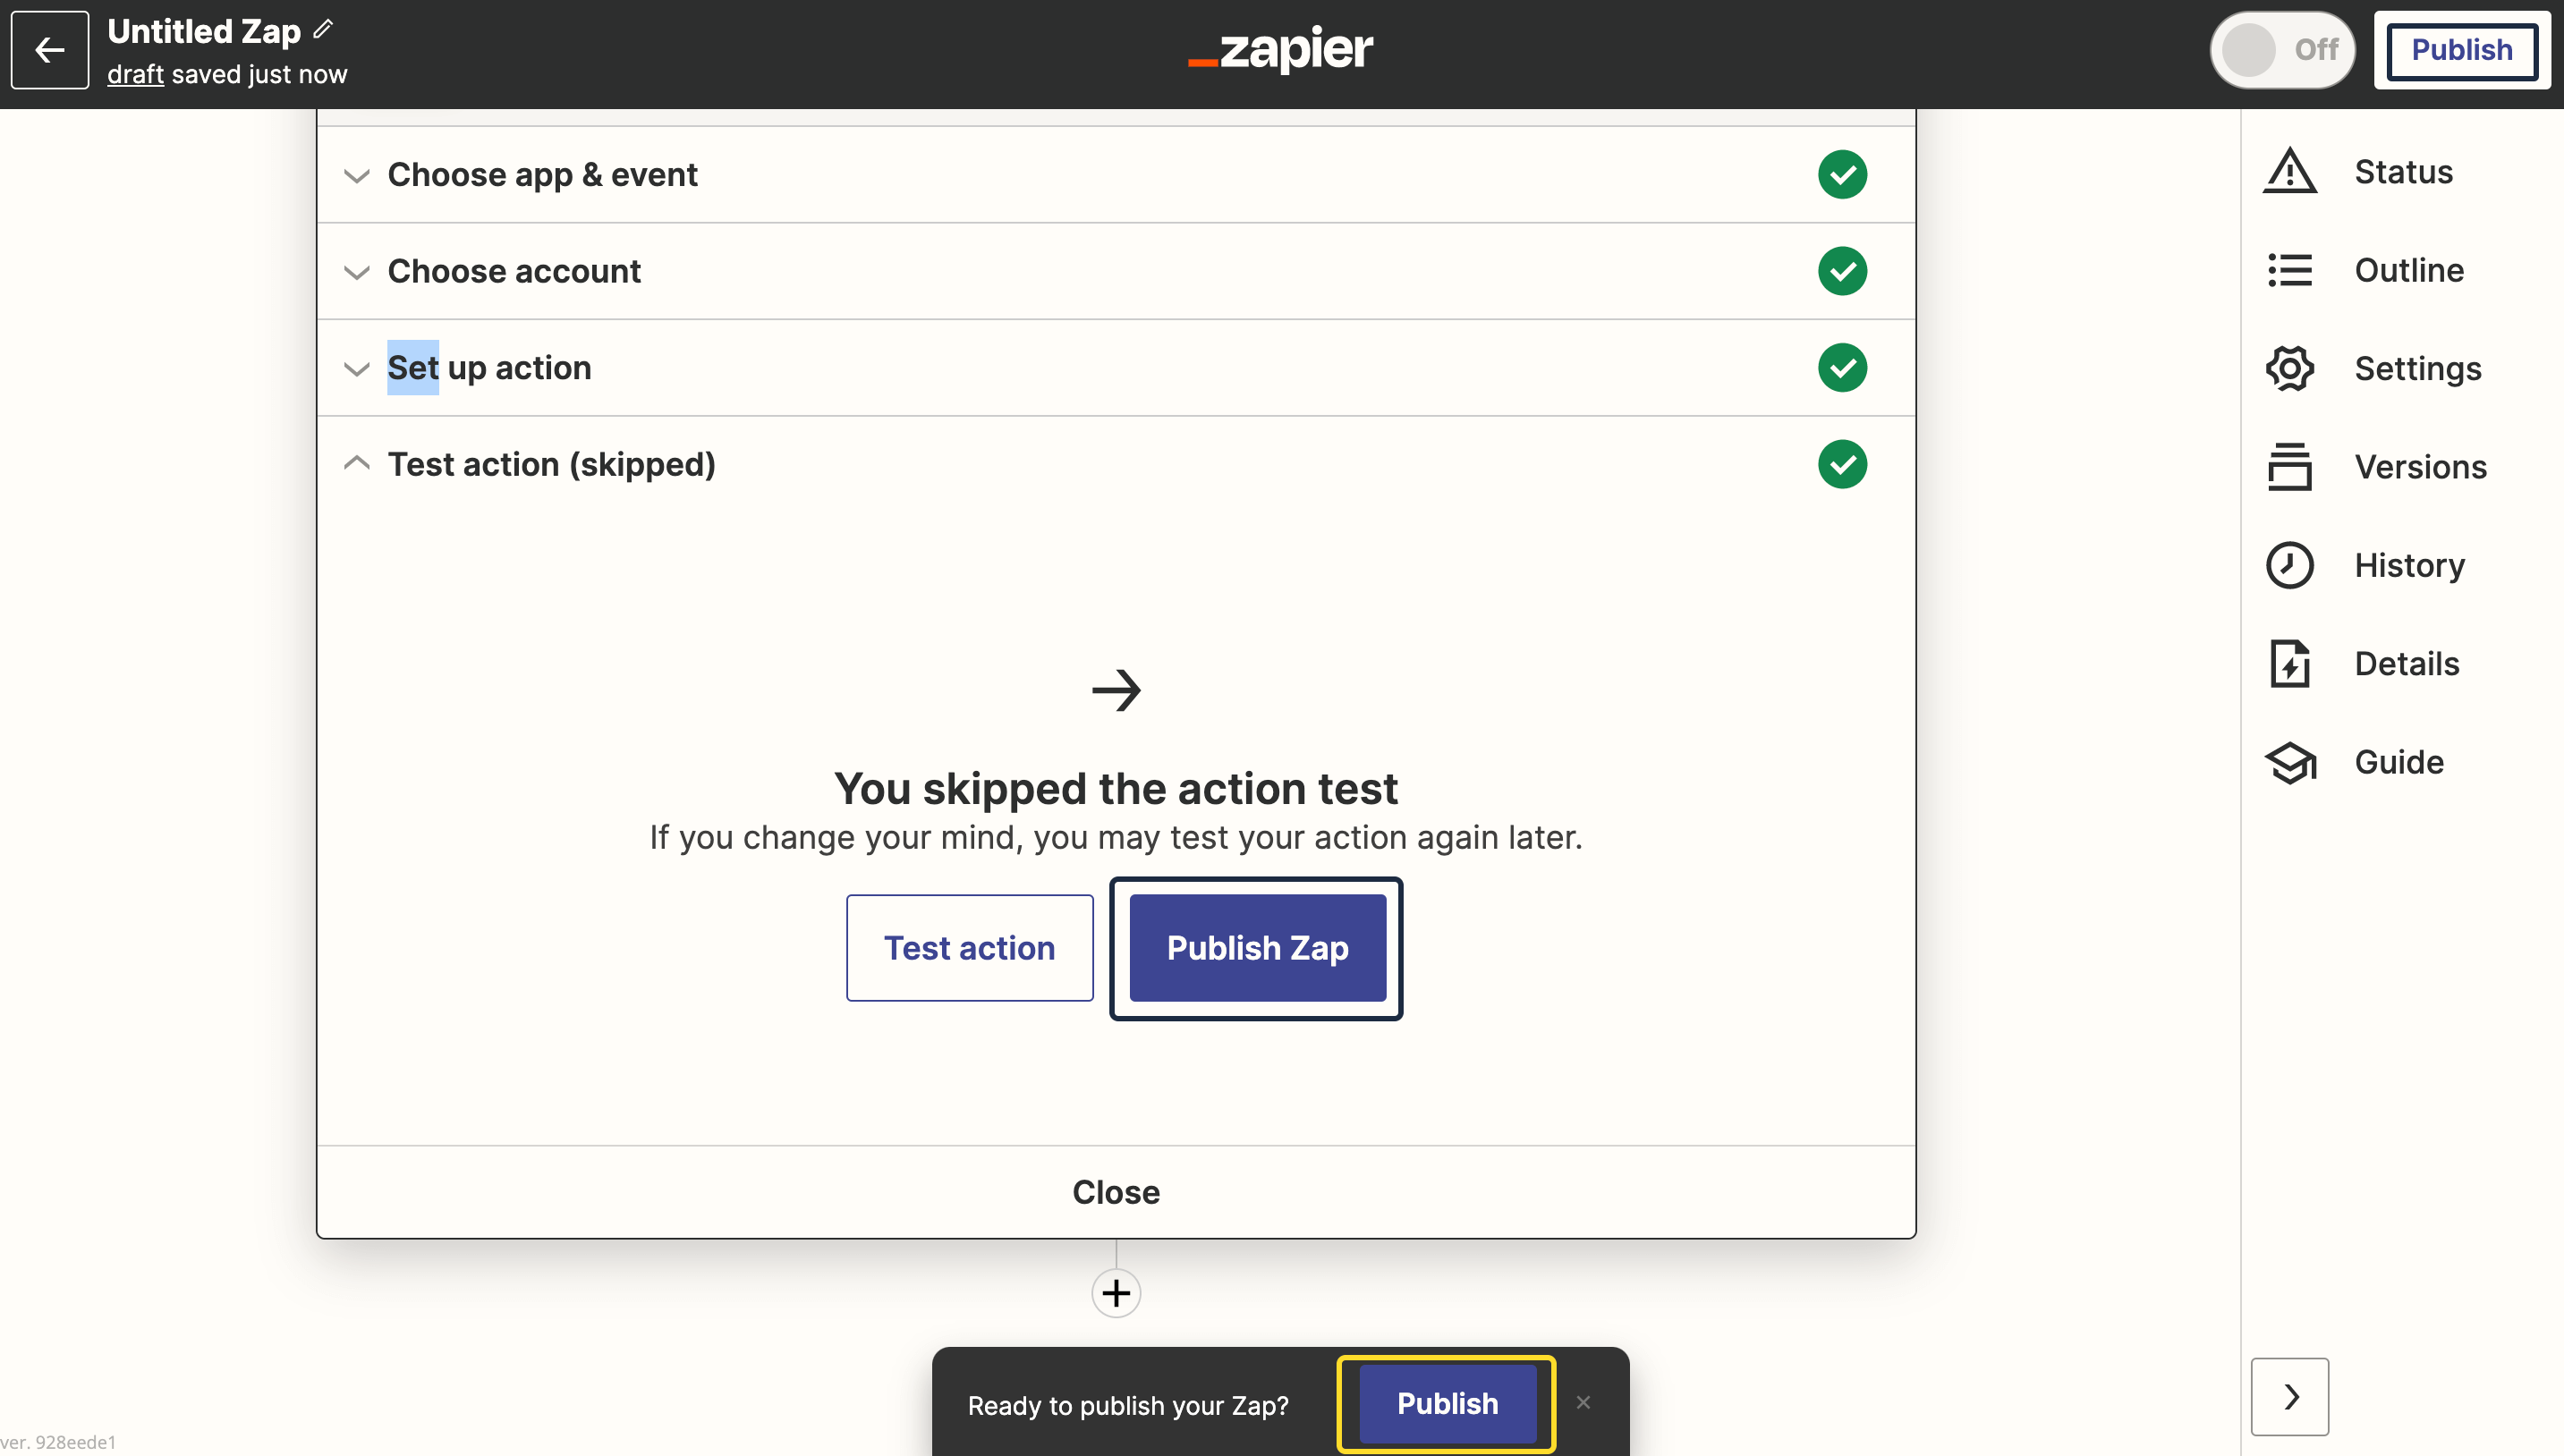 Untitled Zap
draft saved just now
_zapier
Off
Publish
Choose app & event
Choose account
Set up action
Test action (skipped)
You skipped the action test
If you change your mind, you may test your action again later.
Test action
Publish Zap
Close
Status
Outline
Settings
Versions
History
Details
Guide
Ready to publish your Zap?
Publish
ver. 928eede1